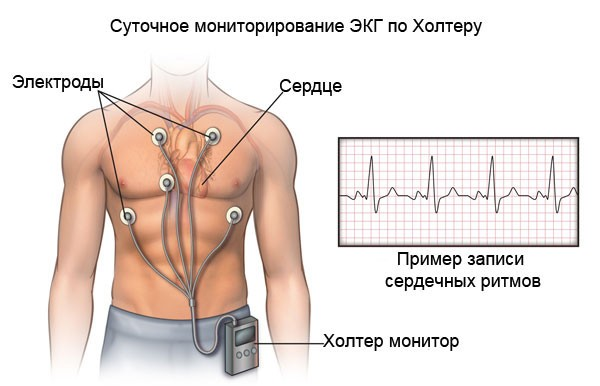 Суточное мониторирование ЭКГ по Холтеру
Электроды
Сердце
Пример записи
сердечных ритмов
Холтер монитор